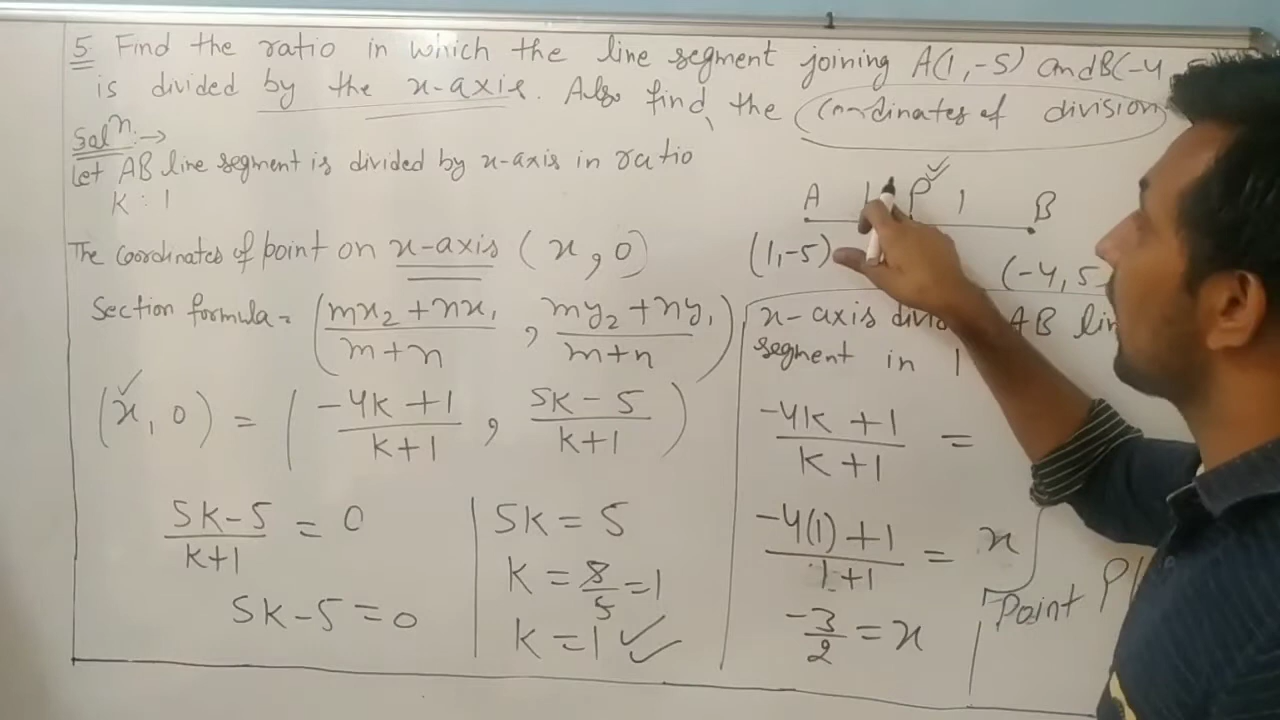 5 Find the ratio in which the line segment joining A(1,-5) and B(-4
is divided by the x-axis. Also find the coordinates of division
Solⁿ:→
Let AB line segment is divided by x-axis in ratio
k : 1
The coordinates of point on x-axis (x, 0)
Section formula = (mx₂+nx₁/m+n , my₂+ny₁/m+n)
(x, 0) = (-4k+1/k+1 , 5k-5/k+1)
5k-5/k+1 = 0
5k-5=0
5k = 5
k = 8/5 = 1
k = 1
A P 1 B
(1,-5) (-4,5)
x-axis AB
segment in 1
-4k+1/k+1 =
-4(1)+1/1+1 = x
-3/2 = x
Point